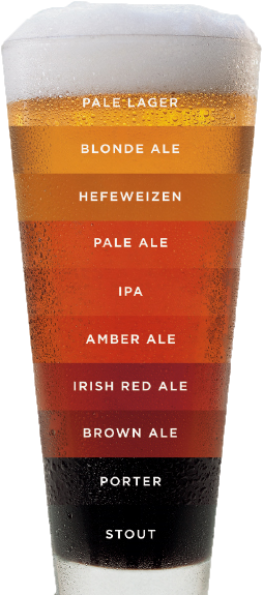 PALE LAGER
BLONDE ALE
HEFEWEIZEN
PALE ALE
IPA
AMBER ALE
IRISH RED ALE
BROWN ALE
PORTER
STOUT